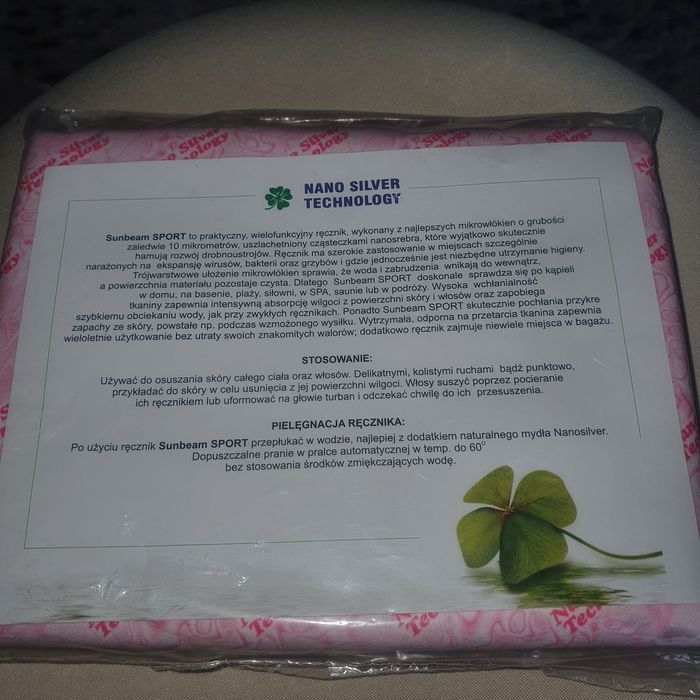 Nano Silver
Technology
Nano Silver
Technology
NANO SILVER
TECHNOLOGY
Sunbeam SPORT to praktyczny, wielofunkcyjny ręcznik, wykonany z najlepszych mikrowłókien o grubości
zaledwie 10 mikrometrów, uszlachetniony cząsteczkami nanosrebra, które wyjątkowo skutecznie
hamują rozwój drobnoustrojów. Ręcznik ma szerokie zastosowanie w miejscach szczególnie
narażonych na ekspansję wirusów, bakterii oraz grzybów i gdzie jednocześnie jest niezbędne utrzymanie higieny.
Trójwarstwowe ułożenie mikrowłókien sprawia, że woda i zabrudzenia wnikają do wewnątrz,
a powierzchnia materiału pozostaje czysta. Dlatego Sunbeam SPORT doskonale sprawdza się po kąpieli
w domu, na basenie, plaży, siłowni, w SPA, saunie lub w podróży. Wysoka wchłanialność
tkaniny zapewnia intensywną absorpcję wilgoci z powierzchni skóry i włosów oraz zapobiega
szybkiemu obciekaniu wody, jak przy zwykłych ręcznikach. Ponadto Sunbeam SPORT skutecznie pochłania przykre
zapachy ze skóry, powstałe np. podczas wzmożonego wysiłku. Wytrzymała, odporna na przetarcia tkanina zapewnia
wieloletnie użytkowanie bez utraty swoich znakomitych walorów; dodatkowo ręcznik zajmuje niewiele miejsca w bagażu.
STOSOWANIE:
Używać do osuszania skóry całego ciała oraz włosów. Delikatnymi, kolistymi ruchami bądź punktowo,
przykładać do skóry w celu usunięcia z jej powierzchni wilgoci. Włosy suszyć poprzez pocieranie
ich ręcznikiem lub uformować na głowie turban i odczekać chwilę do ich przesuszenia.
PIELĘGNACJA RĘCZNIKA:
Po użyciu ręcznik Sunbeam SPORT przepłukać w wodzie, najlepiej z dodatkiem naturalnego mydła Nanosilver.
Dopuszczalne pranie w pralce automatycznej w temp. do 60°
bez stosowania środków zmiękczających wodę.